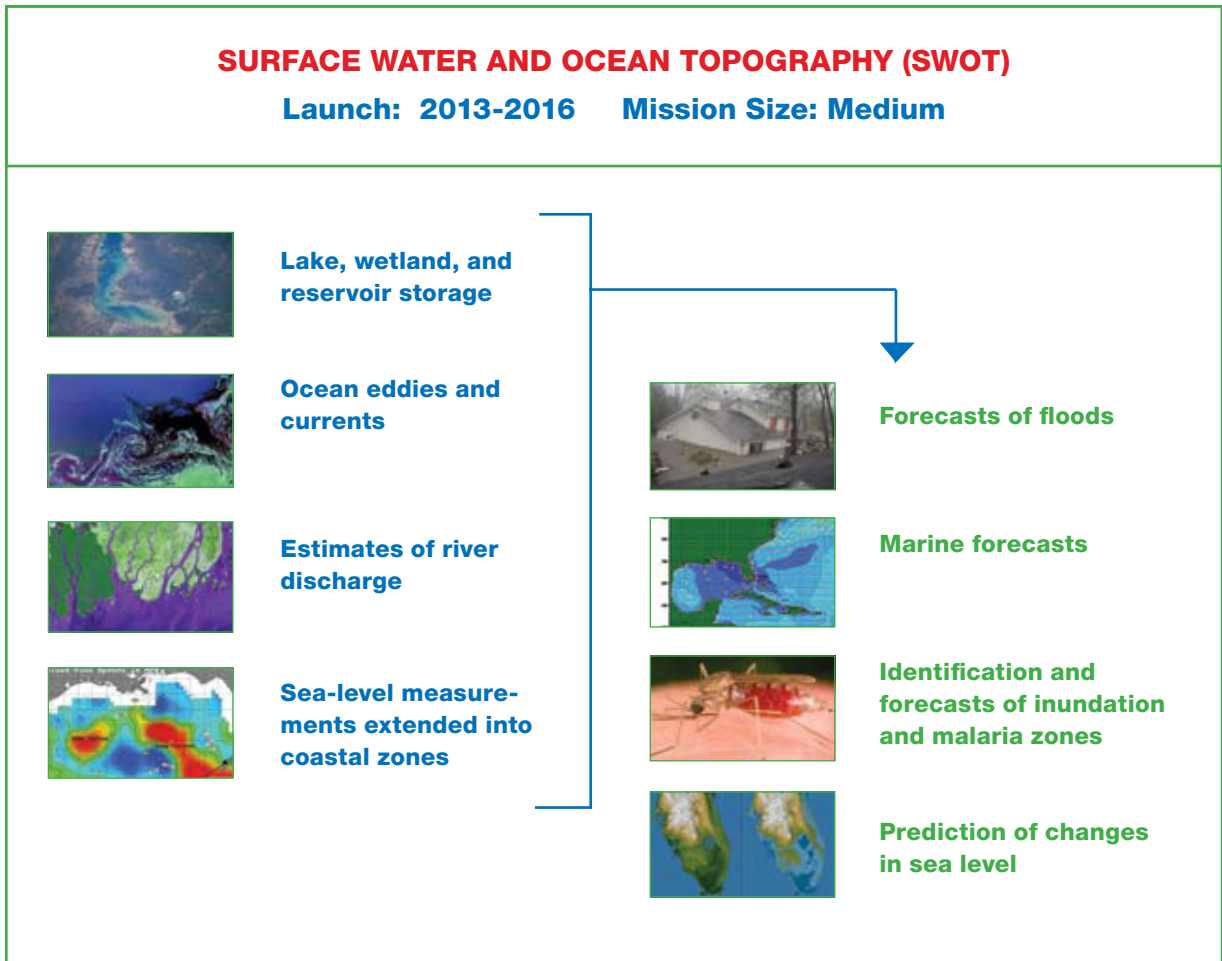 SURFACE WATER AND OCEAN TOPOGRAPHY (SWOT)
Launch: 2013-2016 Mission Size: Medium
Lake, wetland, and
reservoir storage
Ocean eddies and
currents
Estimates of river
discharge
Sea-level measure-
ments extended into
coastal zones
Forecasts of floods
Marine forecasts
Identification and
forecasts of inundation
and malaria zones
Prediction of changes
in sea level